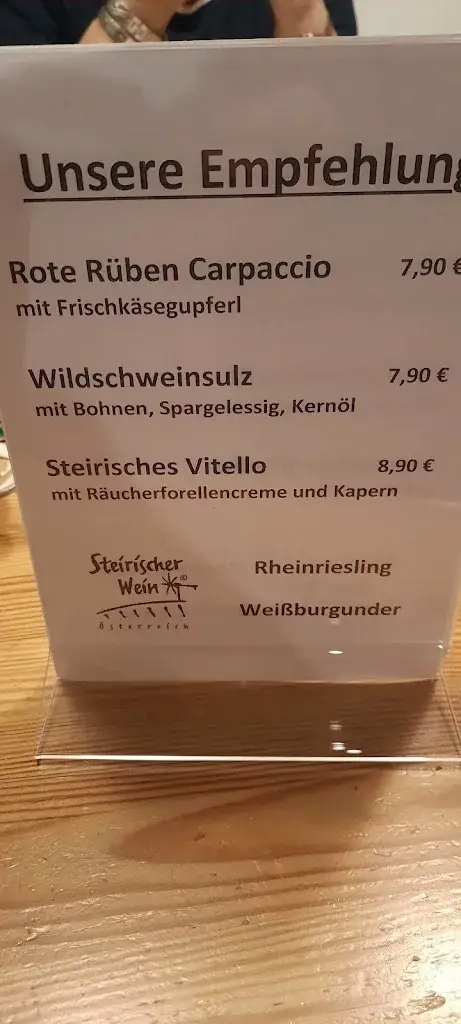 Unsere Empfehlung
Rote Rüben Carpaccio 7,90 €
mit Frischkäsegupferl
Wildschweinsulz 7,90 €
mit Bohnen, Spargelessig, Kernöl
Steirisches Vitello 8,90 €
mit Räucherforellencreme und Kapern
Steirischer
Wein ®
Österreich
Rheinriesling
Weißburgunder